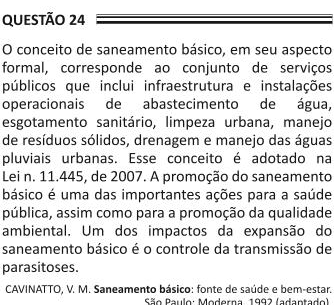 QUESTÃO 24
O conceito de saneamento básico, em seu aspecto
formal, corresponde ao conjunto de serviços
públicos que inclui infraestrutura e instalações
operacionais de abastecimento de água,
esgotamento sanitário, limpeza urbana, manejo
de resíduos sólidos, drenagem e manejo das águas
pluviais urbanas. Esse conceito é adotado na
Lei n. 11.445, de 2007. A promoção do saneamento
básico é uma das importantes ações para a saúde
pública, assim como para a promoção da qualidade
ambiental. Um dos impactos da expansão do
saneamento básico é o controle da transmissão de
parasitoses.
CAVINATTO, V. M. Saneamento básico: fonte de saúde e bem-estar.
São Paulo: Moderna, 1992 (adaptado).